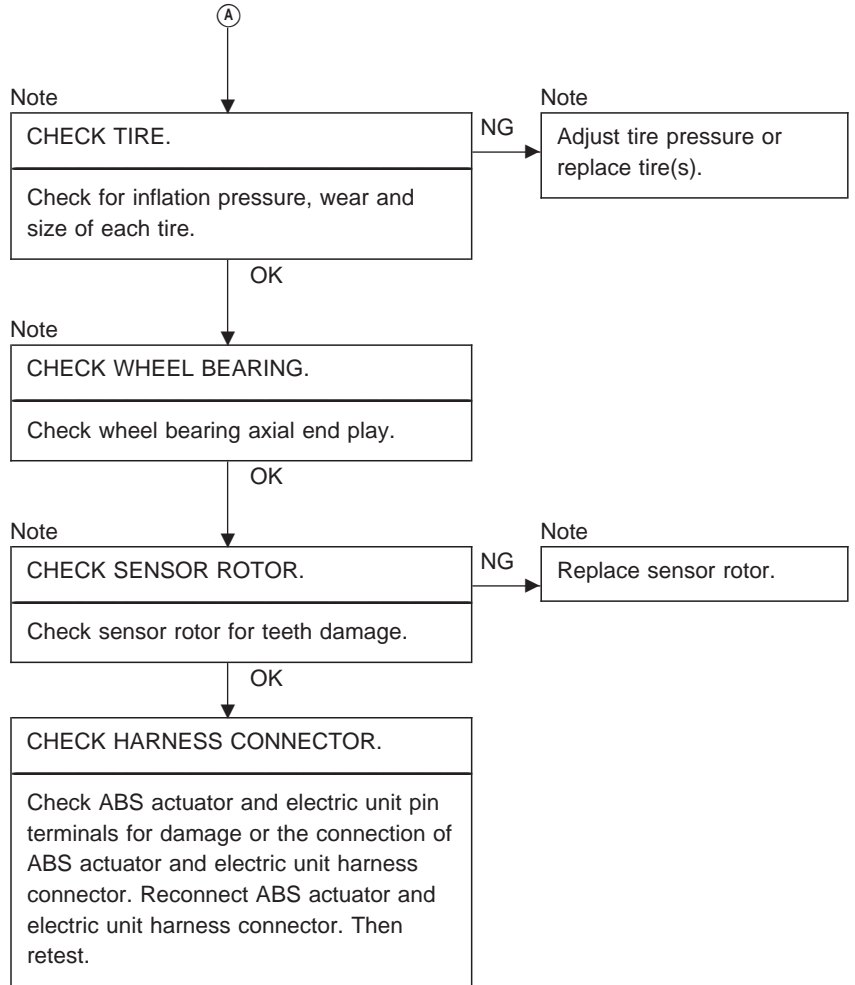 A
Note
CHECK TIRE.
Check for inflation pressure, wear and
size of each tire.
NG
Note
Adjust tire pressure or
replace tire(s).
OK
Note
CHECK WHEEL BEARING.
Check wheel bearing axial end play.
OK
Note
CHECK SENSOR ROTOR.
Check sensor rotor for teeth damage.
NG
Note
Replace sensor rotor.
OK
CHECK HARNESS CONNECTOR.
Check ABS actuator and electric unit pin
terminals for damage or the connection of
ABS actuator and electric unit harness
connector. Reconnect ABS actuator and
electric unit harness connector. Then
retest.